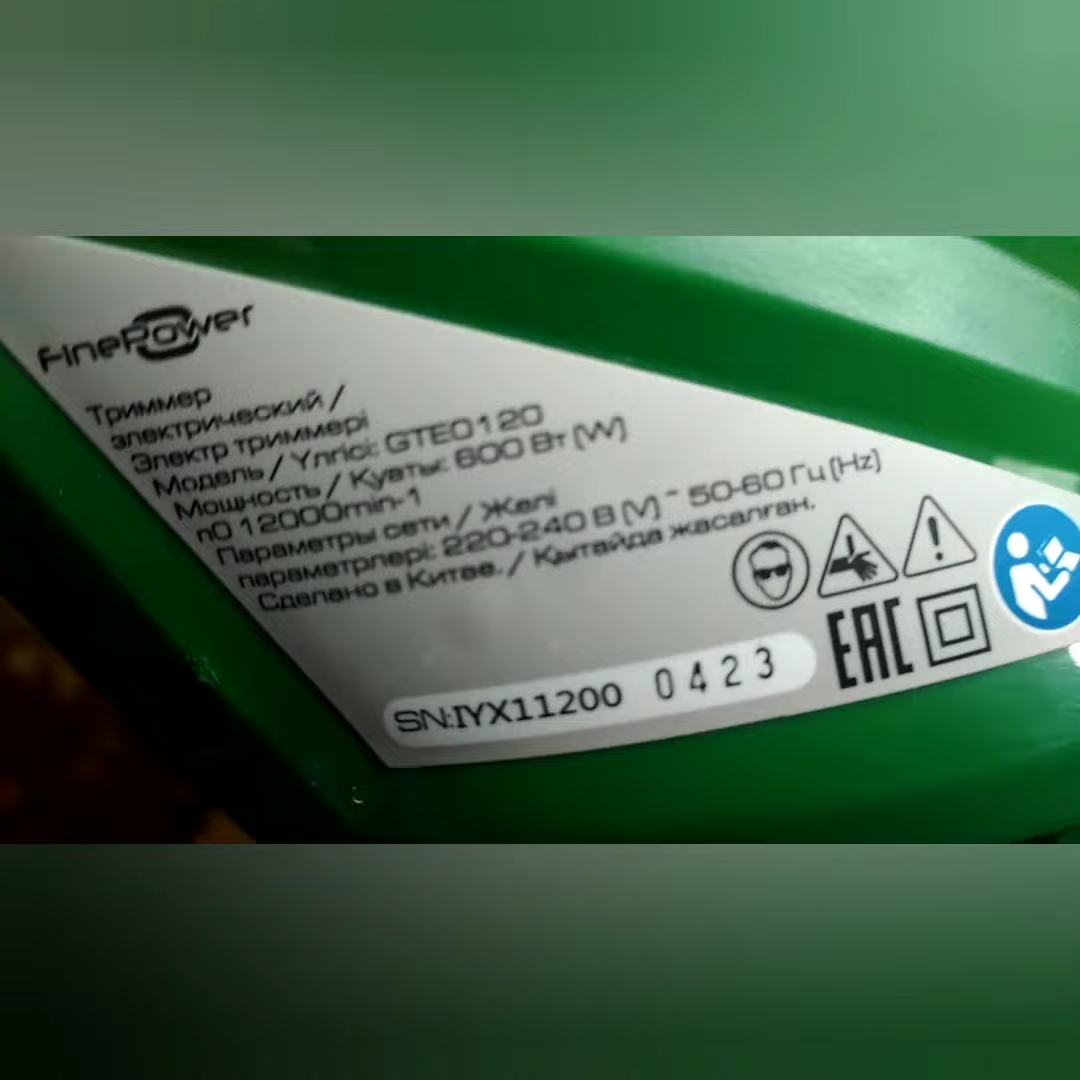 FinePower
Триммер
электрический /
Электр триммері
Модель / Үлгісі: GTE0120
Мощность / Қуаты: 600 Вт (W)
n0 12000min-1
Параметры сети / Желі
параметрлері: 220-240 В (V) ~ 50-60 Гц (Hz)
Сделано в Китае. / Қытайда жасалған.
EAC
SN:IYX11200 0423